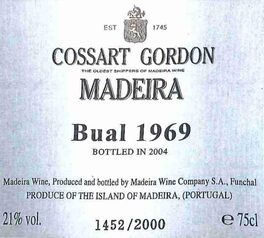 EST 1745
COSSART GORDON
THE OLDEST SHIPPERS OF MADEIRA WINE
MADEIRA
Bual 1969
BOTTLED IN 2004
Madeira Wine, Produced and bottled by Madeira Wine Company S.A., Funchal
PRODUCE OF THE ISLAND OF MADEIRA, (PORTUGAL)
21% vol. 1452/2000 e 75cl